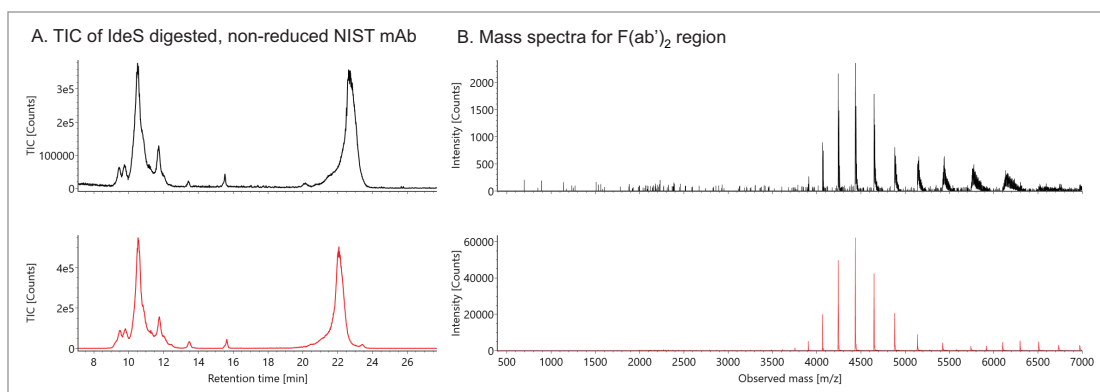 A. TIC of IdeS digested, non-reduced NIST mAb
B. Mass spectra for F(ab’)₂ region
TIC [Counts]
3e5
2e5
100000
0
Intensity [Counts]
2000
1500
1000
500
0
TIC [Counts]
4e5
2e5
0
8 10 12 14 16 18 20 22 24 26
Retention time [min]
Intensity [Counts]
60000
40000
20000
0
500 1000 1500 2000 2500 3000 3500 4000 4500 5000 5500 6000 6500 7000
Observed mass [m/z]